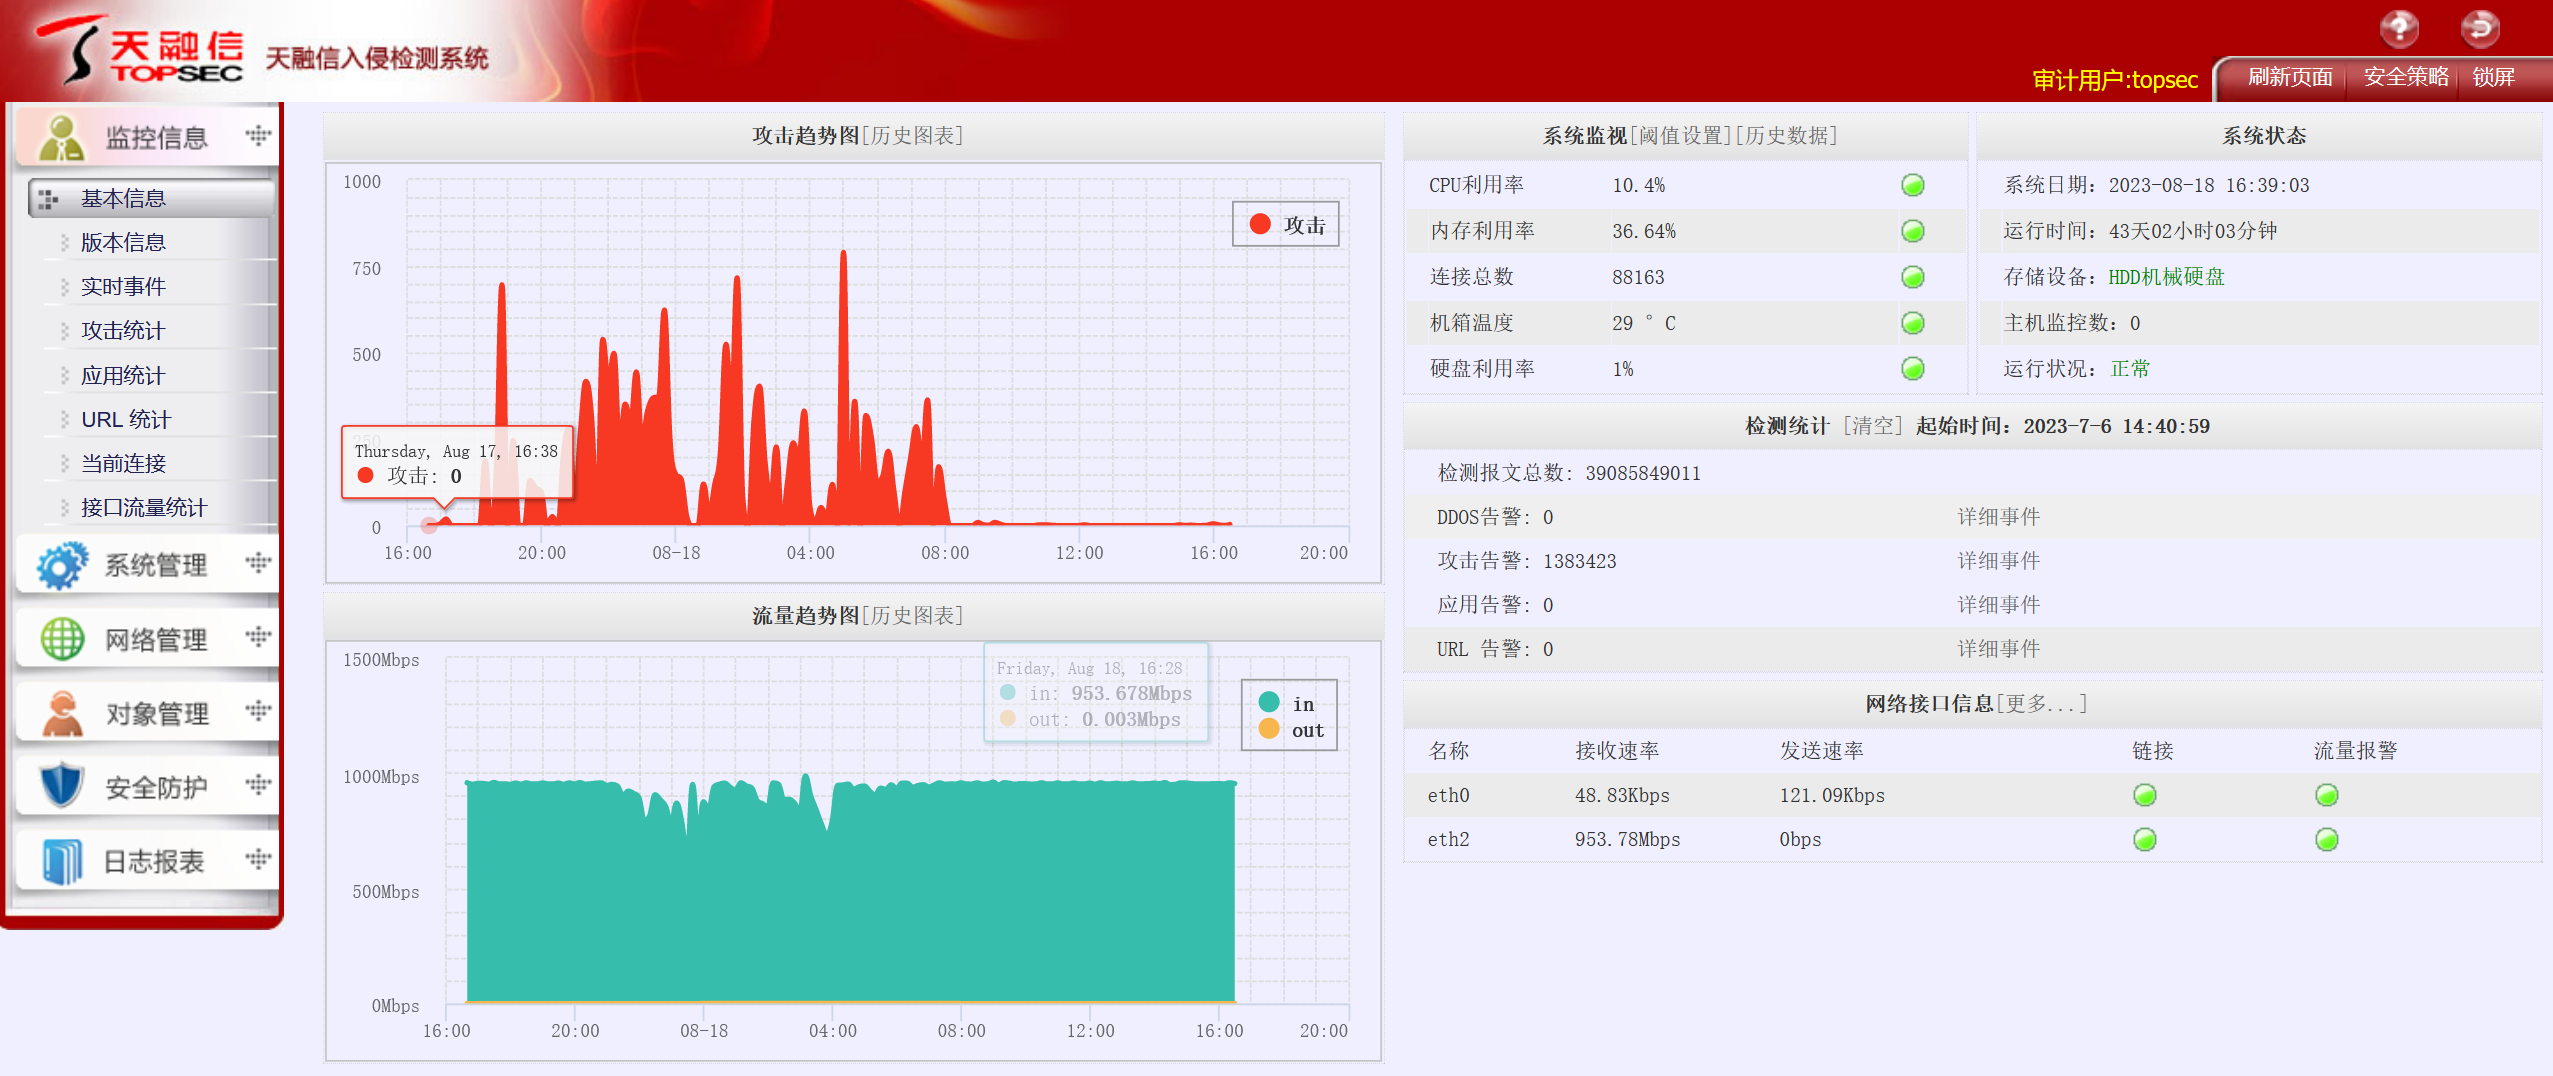 天融信
TOPSEC
天融信入侵检测系统
审计用户:topsec
刷新页面
安全策略
锁屏
监控信息
基本信息
版本信息
实时事件
攻击统计
应用统计
URL 统计
当前连接
接口流量统计
系统管理
网络管理
对象管理
安全防护
日志报表
攻击趋势图[历史图表]
1000
750
500
250
0
攻击
Thursday, Aug 17, 16:38
攻击: 0
16:00 20:00 08-18 04:00 08:00 12:00 16:00 20:00
流量趋势图[历史图表]
1500Mbps
1000Mbps
500Mbps
0Mbps
Friday, Aug 18, 16:28
in: 953.678Mbps
out: 0.003Mbps
in
out
16:00 20:00 08-18 04:00 08:00 12:00 16:00 20:00
系统监视[阈值设置][历史数据]
CPU利用率 10.4%
内存利用率 36.64%
连接总数 88163
机箱温度 29 ° C
硬盘利用率 1%
系统状态
系统日期: 2023-08-18 16:39:03
运行时间: 43天02小时03分钟
存储设备: HDD机械硬盘
主机监控数: 0
运行状况: 正常
检测统计 [清空] 起始时间: 2023-7-6 14:40:59
检测报文总数: 39085849011
DDOS告警: 0 详细事件
攻击告警: 1383423 详细事件
应用告警: 0 详细事件
URL 告警: 0 详细事件
网络接口信息[更多...]
名称 接收速率 发送速率 链接 流量报警
eth0 48.83Kbps 121.09Kbps
eth2 953.78Mbps 0bps